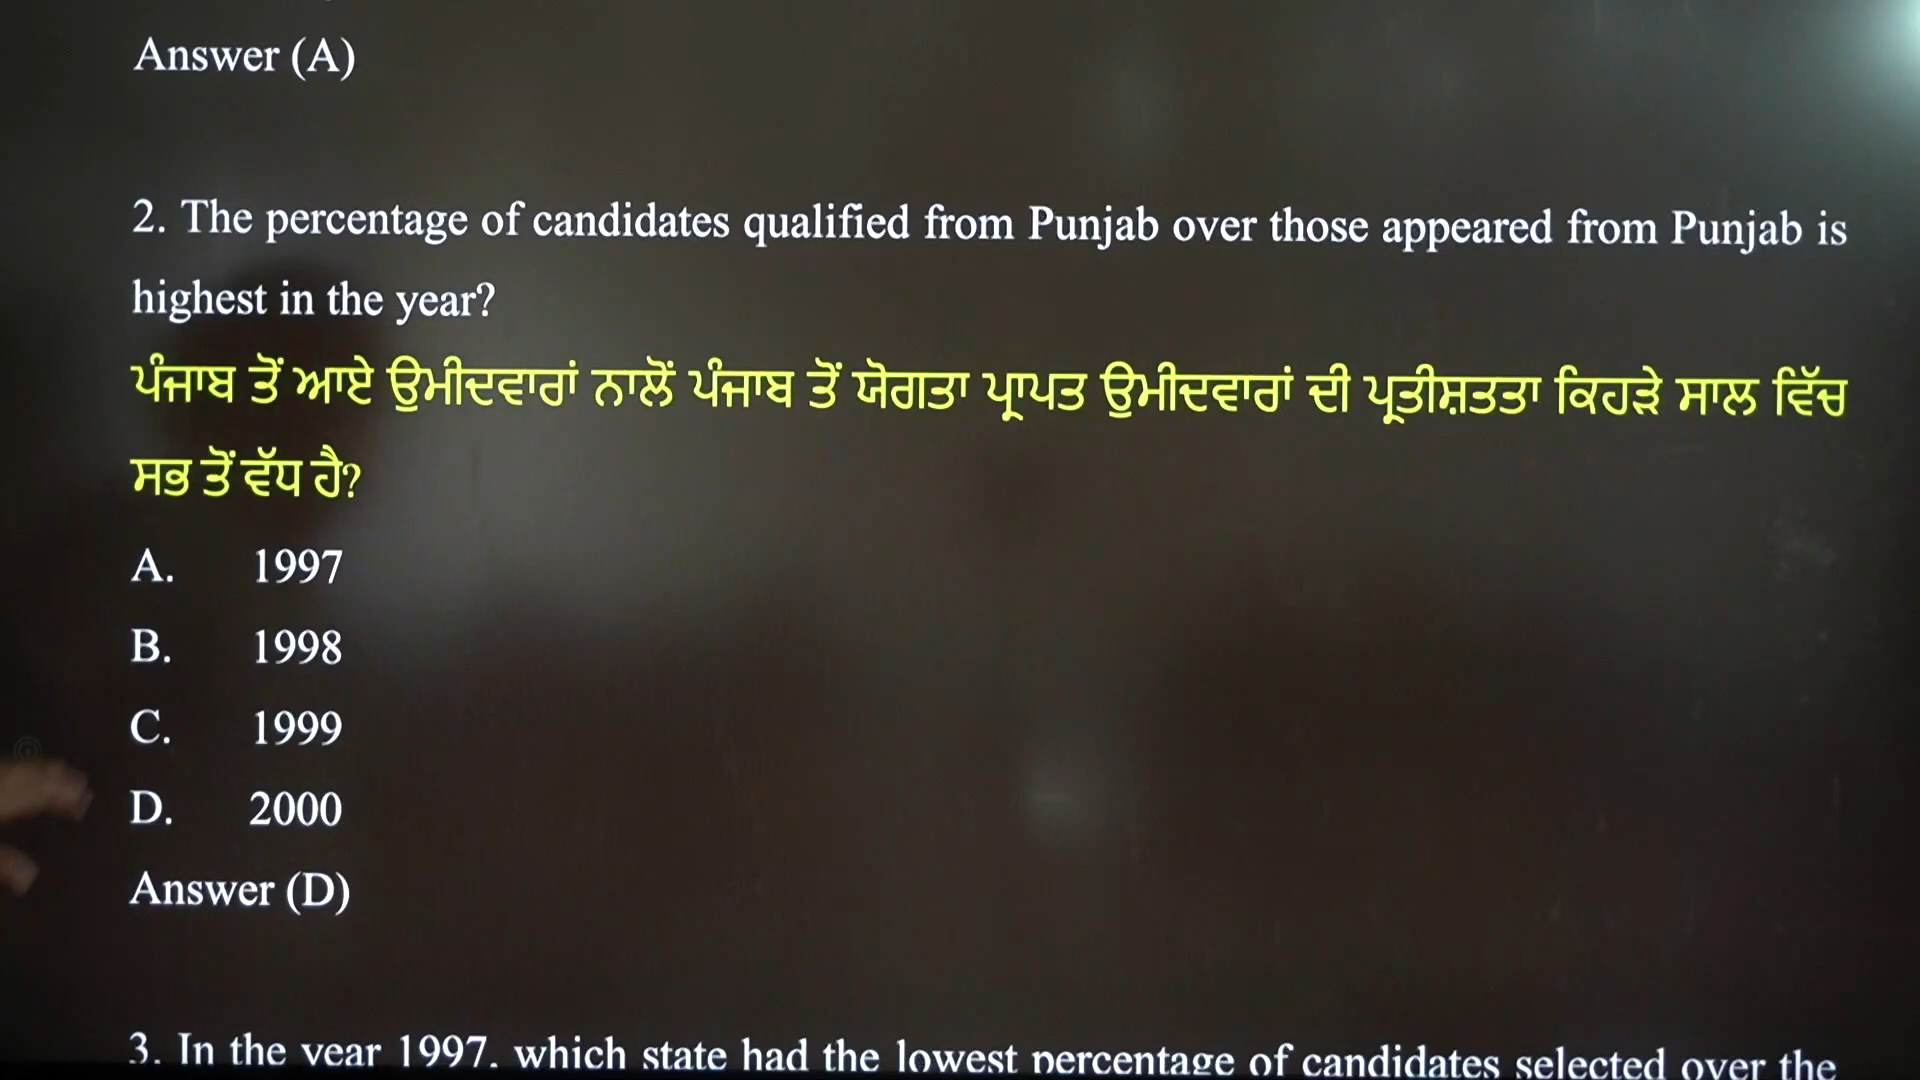 Answer (A)
2. The percentage of candidates qualified from Punjab over those appeared from Punjab is
highest in the year?
ਪੰਜਾਬ ਤੋਂ ਆਏ ਉਮੀਦਵਾਰਾਂ ਨਾਲੋਂ ਪੰਜਾਬ ਤੋਂ ਯੋਗਤਾ ਪ੍ਰਾਪਤ ਉਮੀਦਵਾਰਾਂ ਦੀ ਪ੍ਰਤੀਸ਼ਤਤਾ ਕਿਹੜੇ ਸਾਲ ਵਿੱਚ
ਸਭ ਤੋਂ ਵੱਧ ਹੈ?
A. 1997
B. 1998
C. 1999
D. 2000
Answer (D)
3. In the year 1997, which state had the lowest percentage of candidates selected over the